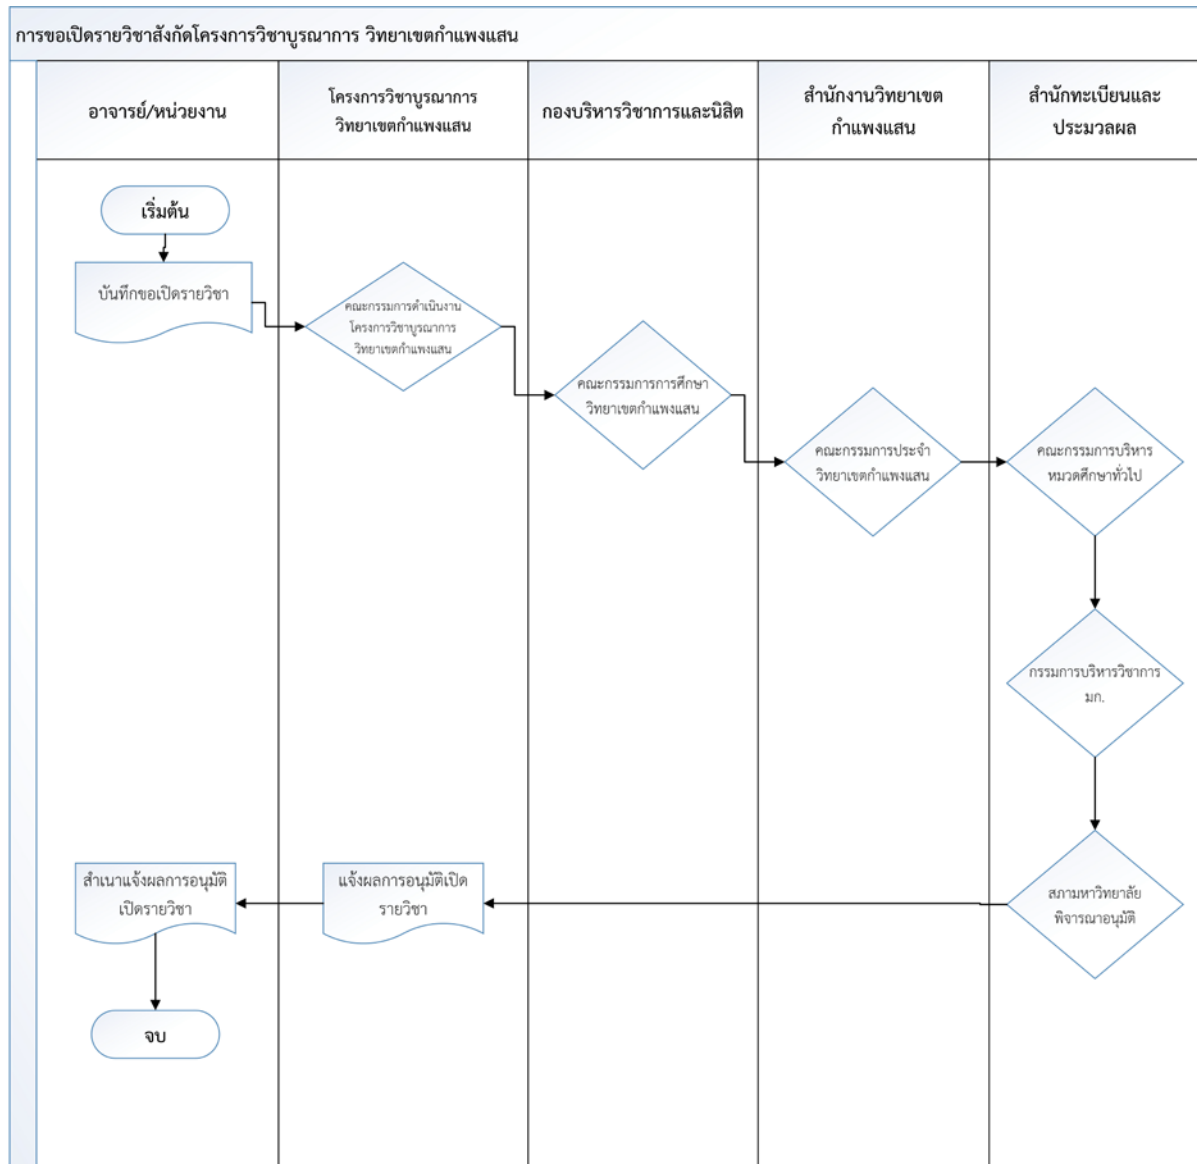 การขอเปิดรายวิชาสังกัดโครงการวิชาบูรณาการ วิทยาเขตกำแพงแสน
อาจารย์/หน่วยงาน
โครงการวิชาบูรณาการ
วิทยาเขตกำแพงแสน
กองบริหารวิชาการและนิสิต
สำนักงานวิทยาเขต
กำแพงแสน
สำนักทะเบียนและ
ประมวลผล
เริ่มต้น
บันทึกขอเปิดรายวิชา
คณะกรรมการดำเนินงาน
โครงการวิชาบูรณาการ
วิทยาเขตกำแพงแสน
คณะกรรมการการศึกษา
วิทยาเขตกำแพงแสน
คณะกรรมการประจำ
วิทยาเขตกำแพงแสน
คณะกรรมการบริหาร
หมวดศึกษาทั่วไป
กรรมการบริหารวิชาการ
มก.
สภามหาวิทยาลัย
พิจารณาอนุมัติ
แจ้งผลการอนุมัติเปิด
รายวิชา
สำเนาแจ้งผลการอนุมัติ
เปิดรายวิชา
จบ